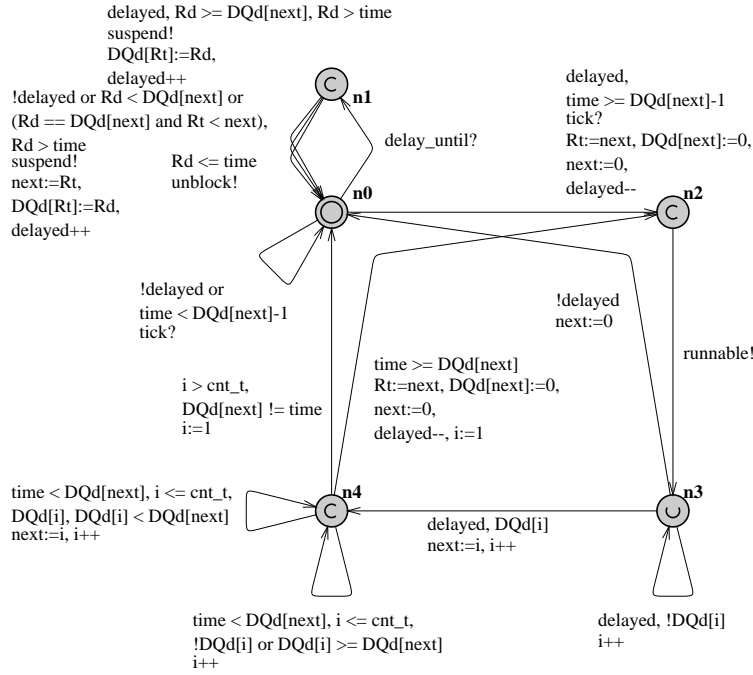 delayed, Rd >= DQd[next], Rd > time
suspend!
DQd[Rt]:=Rd,
delayed++
C
n1
!delayed or Rd < DQd[next] or
(Rd == DQd[next] and Rt < next),
Rd > time
suspend!
next:=Rt,
DQd[Rt]:=Rd,
delayed++
Rd <= time
unblock!
delay_until?
delayed,
time >= DQd[next]-1
tick?
Rt:=next, DQd[next]:=0,
next:=0,
delayed--
n0
C
n2
!delayed or
time < DQd[next]-1
tick?
!delayed
next:=0
runnable!
i > cnt_t,
DQd[next] != time
i:=1
time >= DQd[next]
Rt:=next, DQd[next]:=0,
next:=0,
delayed--, i:=1
time < DQd[next], i <= cnt_t,
DQd[i], DQd[i] < DQd[next]
next:=i, i++
C
n4
delayed, DQd[i]
next:=i, i++
U
n3
time < DQd[next], i <= cnt_t,
!DQd[i] or DQd[i] >= DQd[next]
i++
delayed, !DQd[i]
i++